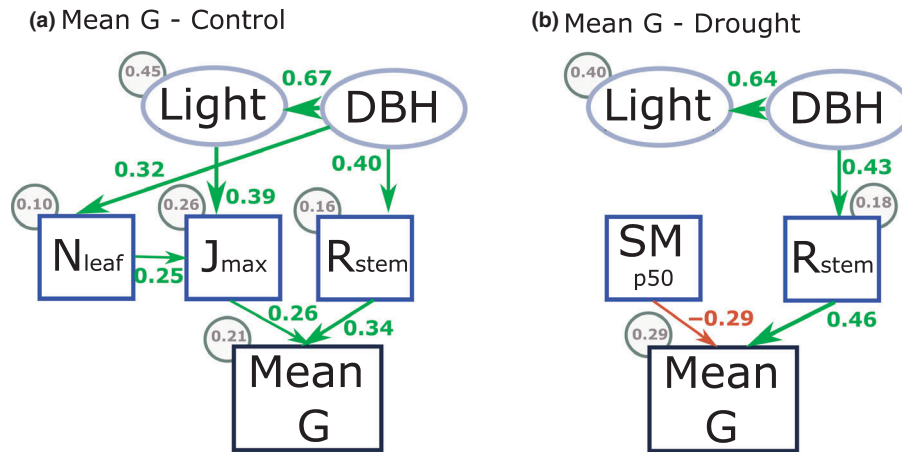 (a) Mean G - Control
0.45
0.67
Light
DBH
0.32
0.40
0.39
0.10
0.26
0.16
Nleaf
Jmax
Rstem
0.25
0.26
0.34
0.21
Mean
G
(b) Mean G - Drought
0.40
0.64
Light
DBH
0.43
0.18
SM
p50
Rstem
−0.29
0.46
0.29
Mean
G